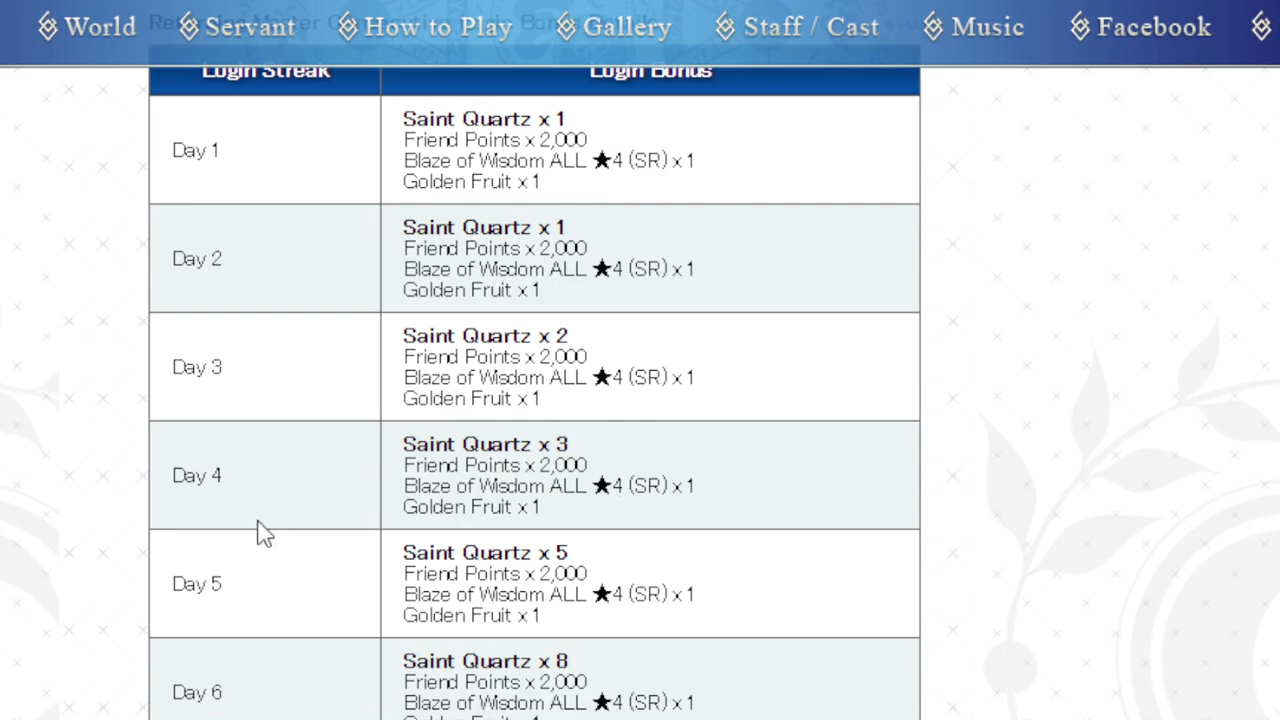 World Servant How to Play Gallery Staff / Cast Music Facebook
Login Streak Login Bonus
Day 1
Saint Quartz x 1
Friend Points x 2,000
Blaze of Wisdom ALL ★4 (SR) x 1
Golden Fruit x 1
Day 2
Saint Quartz x 1
Friend Points x 2,000
Blaze of Wisdom ALL ★4 (SR) x 1
Golden Fruit x 1
Day 3
Saint Quartz x 2
Friend Points x 2,000
Blaze of Wisdom ALL ★4 (SR) x 1
Golden Fruit x 1
Day 4
Saint Quartz x 3
Friend Points x 2,000
Blaze of Wisdom ALL ★4 (SR) x 1
Golden Fruit x 1
Day 5
Saint Quartz x 5
Friend Points x 2,000
Blaze of Wisdom ALL ★4 (SR) x 1
Golden Fruit x 1
Day 6
Saint Quartz x 8
Friend Points x 2,000
Blaze of Wisdom ALL ★4 (SR) x 1